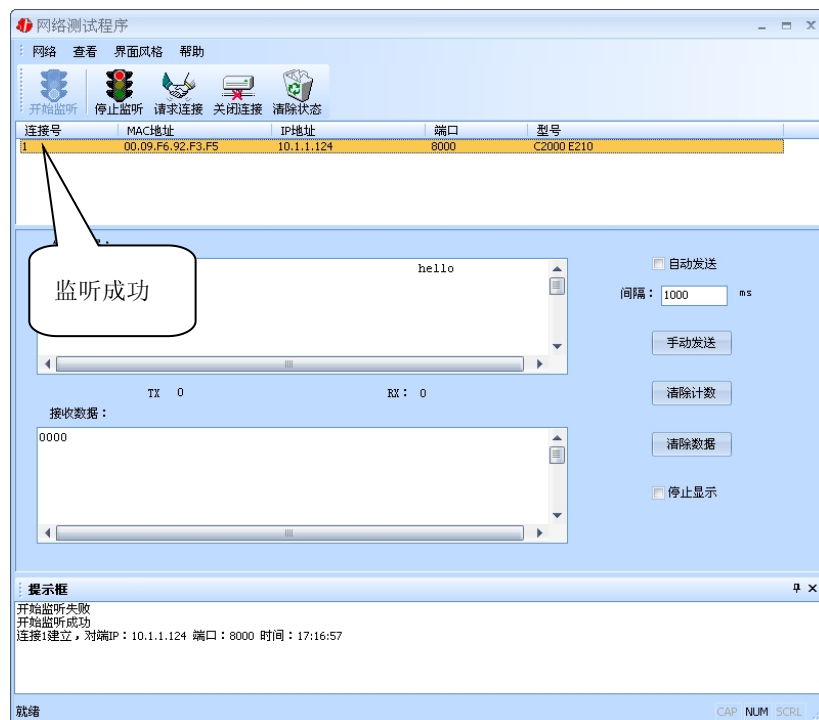 网络测试程序
网络 查看 界面风格 帮助
开始监听 停止监听 请求连接 关闭连接 清除状态
连接号 MAC地址 IP地址 端口 型号
1 00.09.F6.92.F3.F5 10.1.1.124 8000 C2000 E210
监听成功
hello
自动发送
间隔: 1000 ms
手动发送
TX 0 RX: 0
清除计数
接收数据:
0000
清除数据
停止显示
提示框
开始监听失败
开始监听成功
连接1建立,对端IP:10.1.1.124 端口:8000 时间:17:16:57
就绪 CAP NUM SCRL